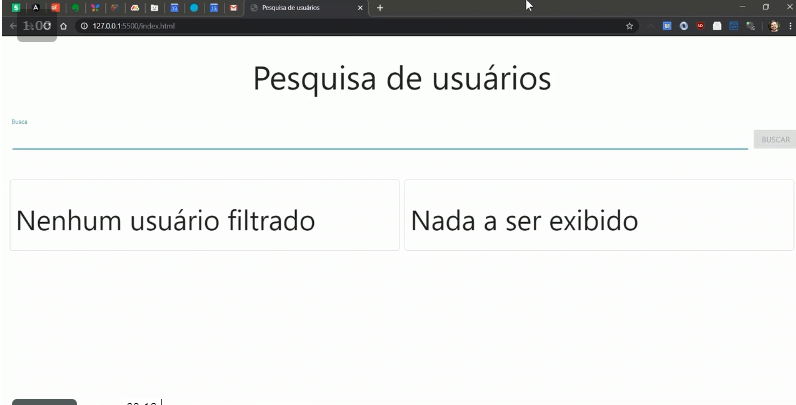 Pesquisa de usuários
1:00
127.0.0.1:5500/index.html
Pesquisa de usuários
Busca
BUSCAR
Nenhum usuário filtrado
Nada a ser exibido